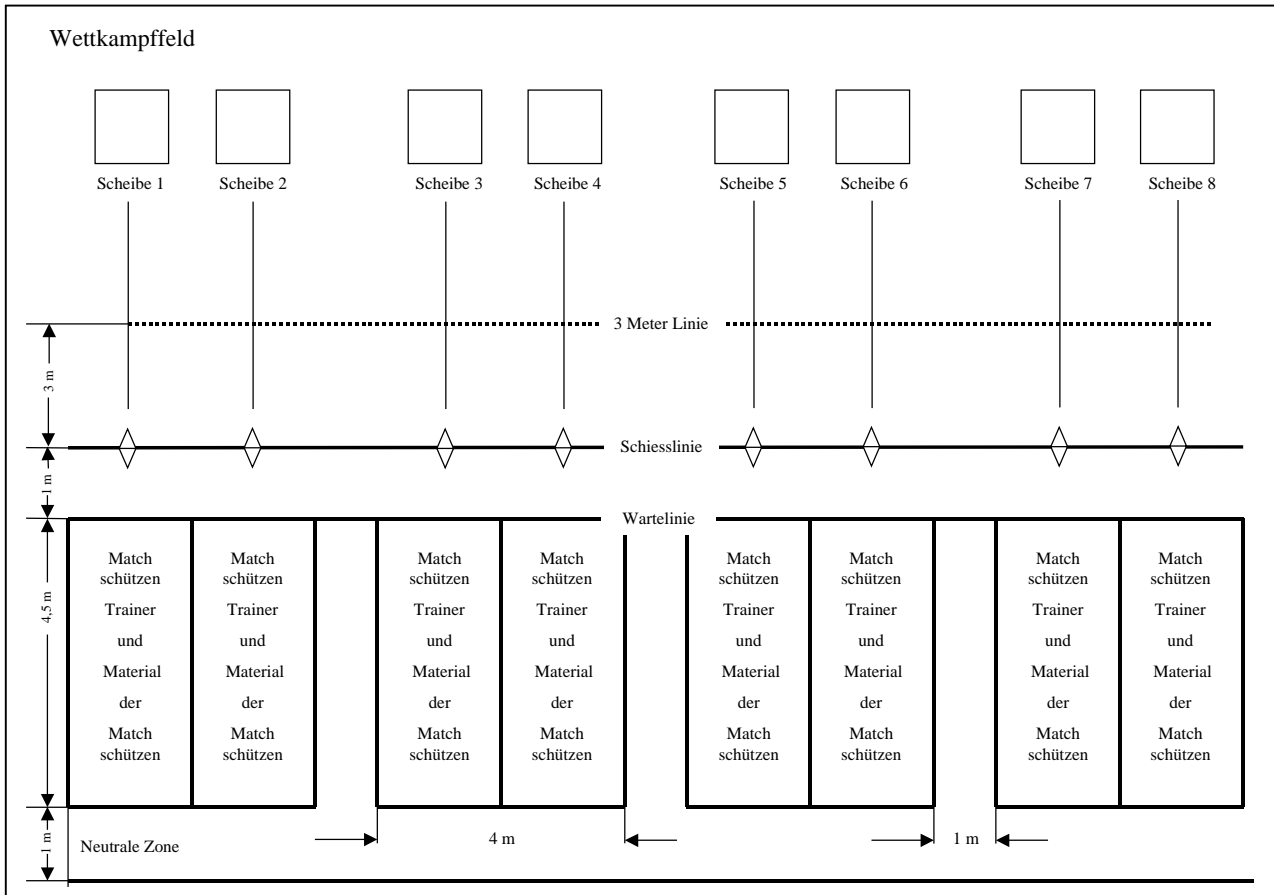 Wettkampffeld
Scheibe 1 Scheibe 2 Scheibe 3 Scheibe 4 Scheibe 5 Scheibe 6 Scheibe 7 Scheibe 8
3 Meter Linie
3 m
Schiesslinie
1 m
Wartelinie
4,5 m
Match
schützen
Trainer
und
Material
der
Match
schützen
Match
schützen
Trainer
und
Material
der
Match
schützen
Match
schützen
Trainer
und
Material
der
Match
schützen
Match
schützen
Trainer
und
Material
der
Match
schützen
Match
schützen
Trainer
und
Material
der
Match
schützen
Match
schützen
Trainer
und
Material
der
Match
schützen
Match
schützen
Trainer
und
Material
der
Match
schützen
Match
schützen
Trainer
und
Material
der
Match
schützen
1 m
Neutrale Zone
4 m
1 m